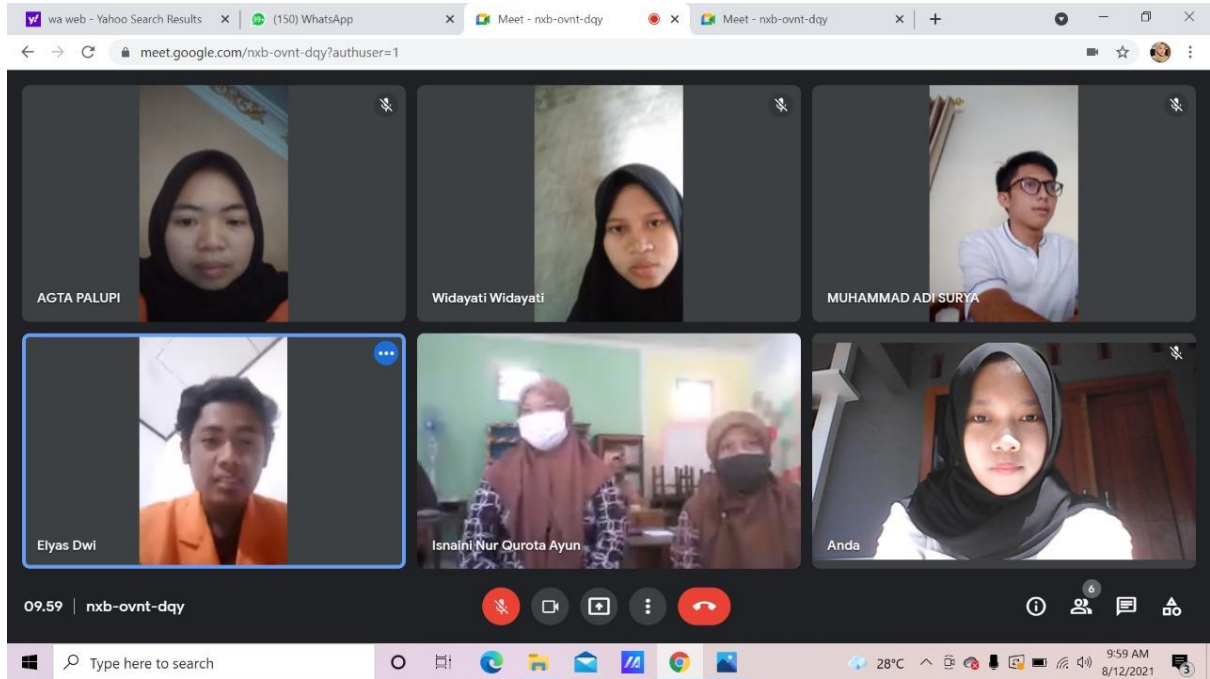 wa web - Yahoo Search Results
(150) WhatsApp
Meet - nxb-ovnt-dqy
Meet - nxb-ovnt-dqy
meet.google.com/nxb-ovnt-dqy?authuser=1
AGTA PALUPI
Widayati Widayati
MUHAMMAD ADI SURYA
Elyas Dwi
Isnaini Nur Qurota Ayun
Anda
09.59 | nxb-ovnt-dqy
6
Type here to search
28°C
9:59 AM
8/12/2021
3